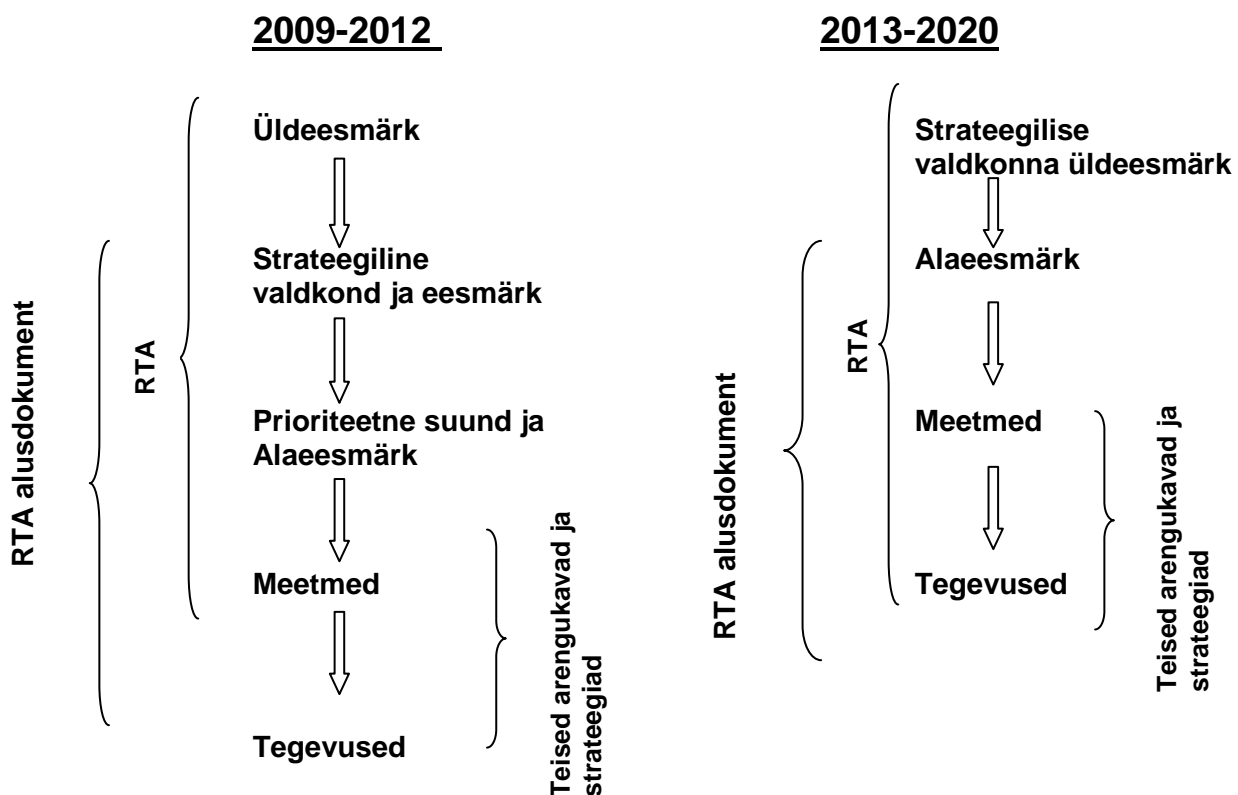 2009-2012
RTA alusdokument
RTA
Üldeesmärk
Strateegiline
valdkond ja eesmärk
Prioriteetne suund ja
Alaeesmärk
Meetmed
Tegevused
Teised arengukavad ja
strateegiad
2013-2020
RTA alusdokument
RTA
Strateegilise
valdkonna üldeesmärk
Alaeesmärk
Meetmed
Tegevused
Teised arengukavad ja
strateegiad